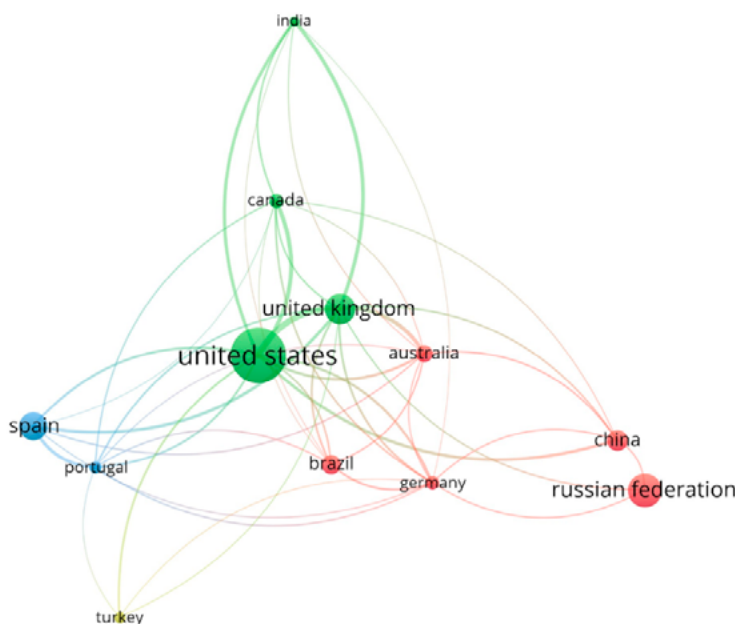 india
canada
united kingdom
united states
australia
spain
china
portugal
brazil
germany
russian federation
turkey